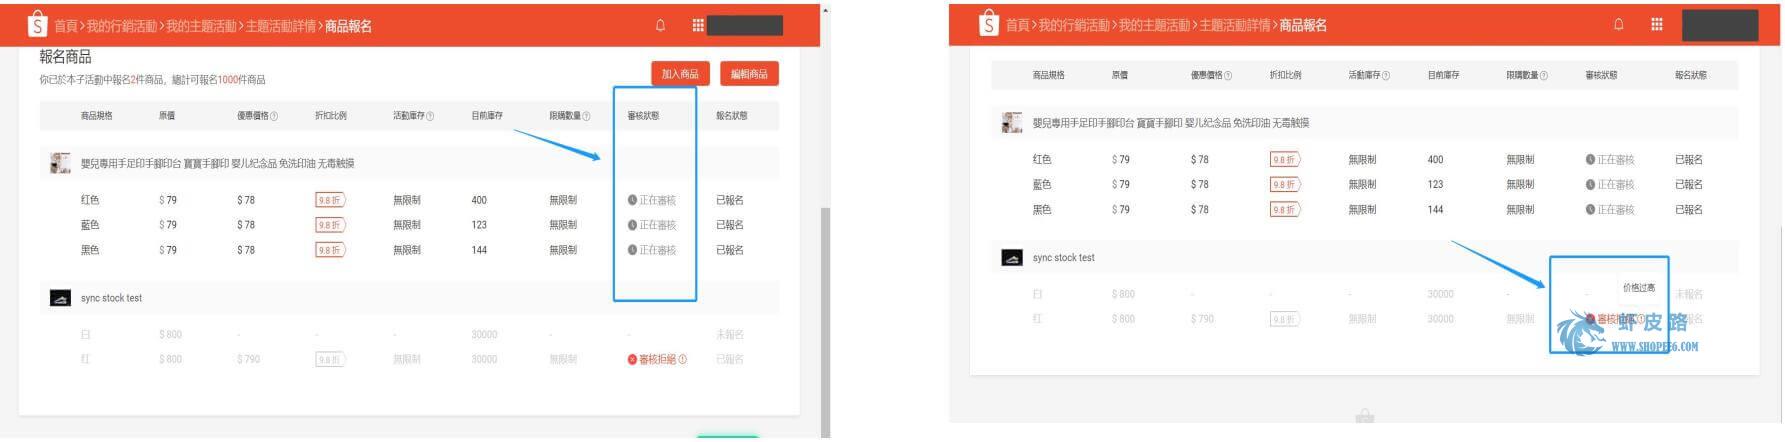 首頁>我的行銷活動>我的主題活動>主題活動詳情>商品報名
報名商品
你已於本子活動中報名2件商品, 總計可報名1000件商品
加入商品 編輯商品
商品規格 原價 優惠價格 折扣比例 活動庫存 目前庫存 限購數量 審核狀態 報名狀態
嬰兒專用手足印手腳印台 寶寶手腳印 婴儿纪念品 免洗印油 无毒触摸
红色 $ 79 $ 78 9.8 折 無限制 400 無限制 正在審核 已報名
藍色 $ 79 $ 78 9.8 折 無限制 123 無限制 正在審核 已報名
黑色 $ 79 $ 78 9.8 折 無限制 144 無限制 正在審核 已報名
sync stock test
白 $ 800 - - - 30000 - - 未報名
红 $ 800 $ 790 9.8 折 無限制 30000 無限制 審核拒絕 已報名
首頁>我的行銷活動>我的主題活動>主題活動詳情>商品報名
商品規格 原價 優惠價格 折扣比例 活動庫存 目前庫存 限購數量 審核狀態 報名狀態
嬰兒專用手足印手腳印台 寶寶手腳印 婴儿纪念品 免洗印油 无毒触摸
红色 $ 79 $ 78 9.8 折 無限制 400 無限制 正在審核 已報名
藍色 $ 79 $ 78 9.8 折 無限制 123 無限制 正在審核 已報名
黑色 $ 79 $ 78 9.8 折 無限制 144 無限制 正在審核 已報名
sync stock test
价格过高
白 $ 800 - - - 30000 - - 未報名
红 $ 800 $ 790 9.8 折 無限制 30000 無限制 審核
虾皮路
WWW.SHOPEE6.COM